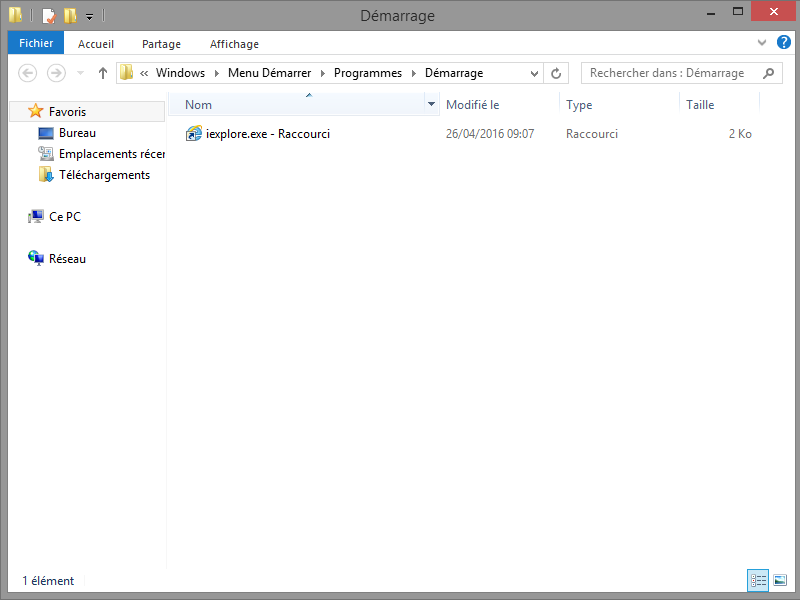 Démarrage
Fichier Accueil Partage Affichage
« Windows Menu Démarrer Programmes Démarrage Rechercher dans : Démarrage
Favoris
Bureau
Emplacements récer
Téléchargements
Ce PC
Réseau
Nom Modifié le Type Taille
iexplore.exe - Raccourci 26/04/2016 09:07 Raccourci 2 Ko
1 élément